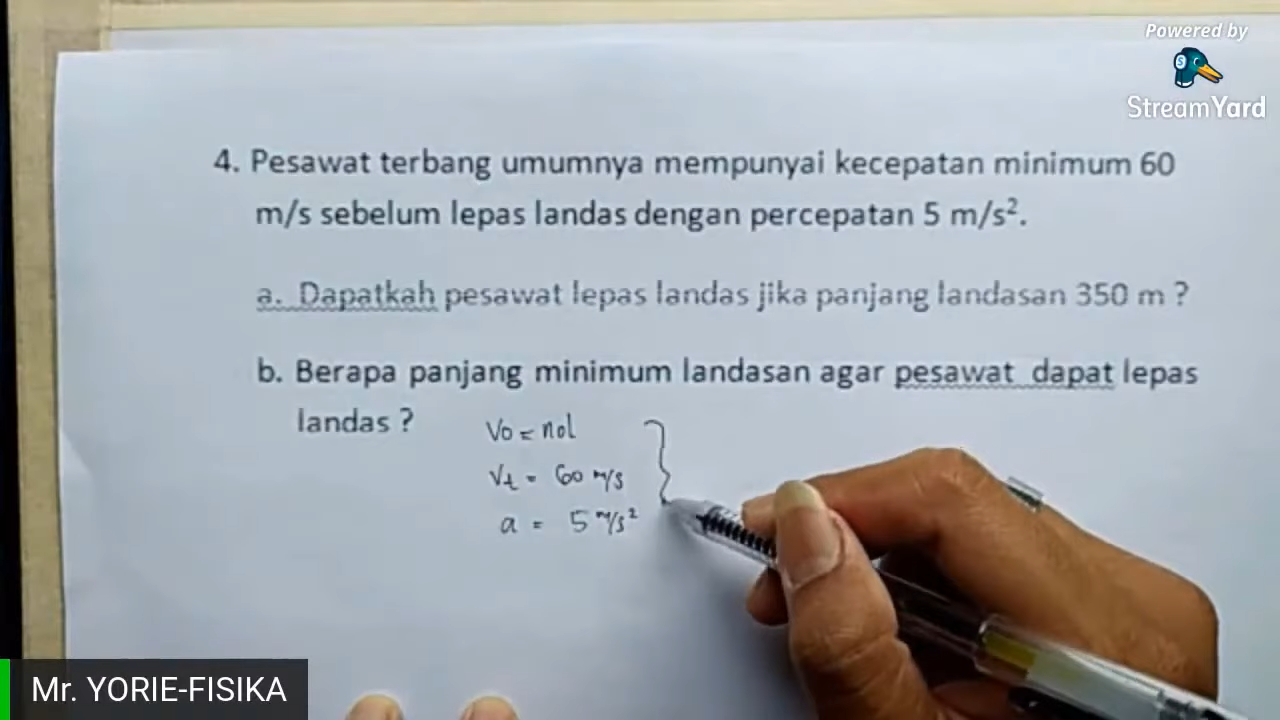 Powered by
StreamYard
4. Pesawat terbang umumnya mempunyai kecepatan minimum 60
m/s sebelum lepas landas dengan percepatan 5 m/s².
a. Dapatkah pesawat lepas landas jika panjang landasan 350 m ?
b. Berapa panjang minimum landasan agar pesawat dapat lepas
landas ?
Vo = nol
Vt = 60 m/s
a = 5 m/s²
Mr. YORIE-FISIKA